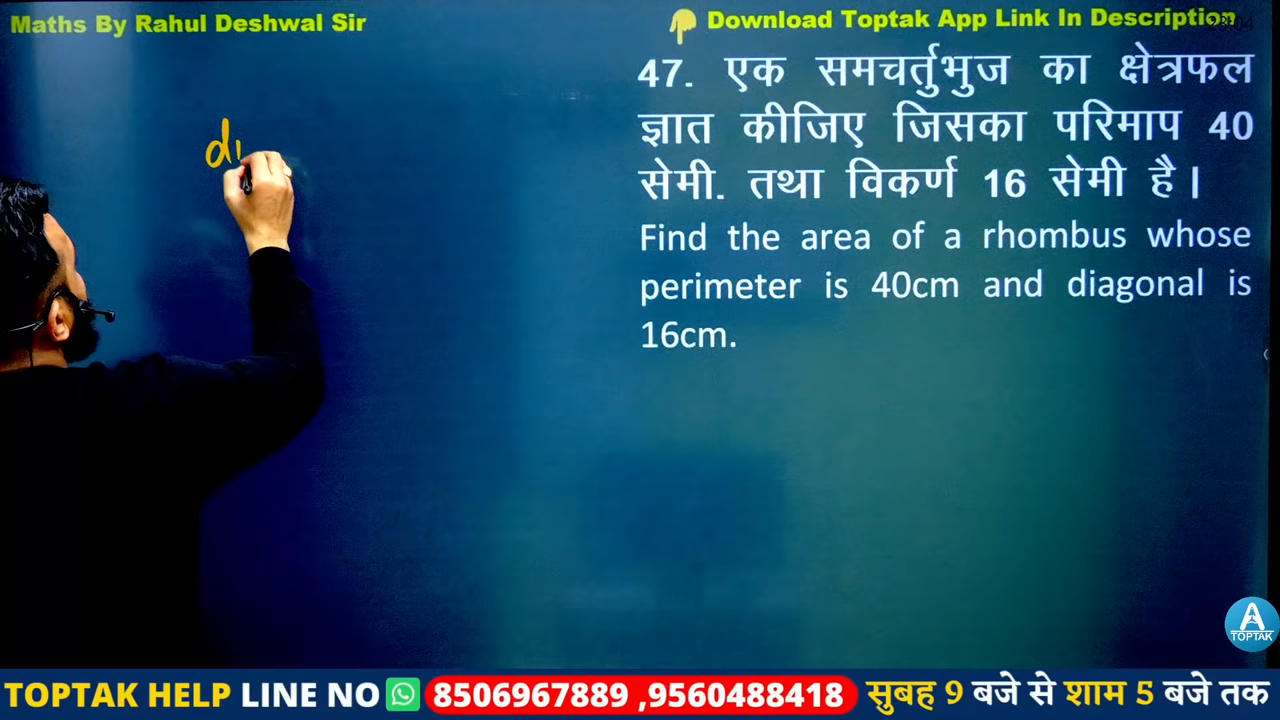 Maths By Rahul Deshwal Sir
Download Toptak App Link In Description
47. एक समचर्तुभुज का क्षेत्रफल
ज्ञात कीजिए जिसका परिमाप 40
सेमी. तथा विकर्ण 16 सेमी है।
Find the area of a rhombus whose
perimeter is 40cm and diagonal is
16cm.
d1
A
TOPTAK
TOPTAK HELP LINE NO 8506967889 ,9560488418 सुबह 9 बजे से शाम 5 बजे तक